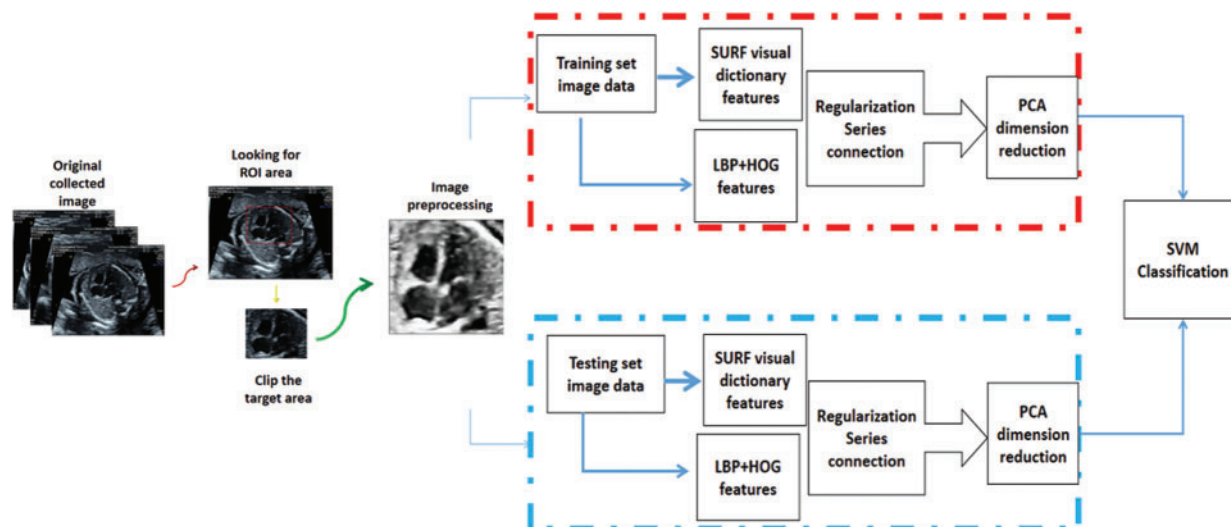 Original
collected
image
Looking for
ROI area
Clip the
target area
Image
preprocessing
Training set
image data
SURF visual
dictionary
features
LBP+HOG
features
Regularization
Series
connection
PCA
dimension
reduction
Testing set
image data
SURF visual
dictionary
features
LBP+HOG
features
Regularization
Series
connection
PCA
dimension
reduction
SVM
Classification